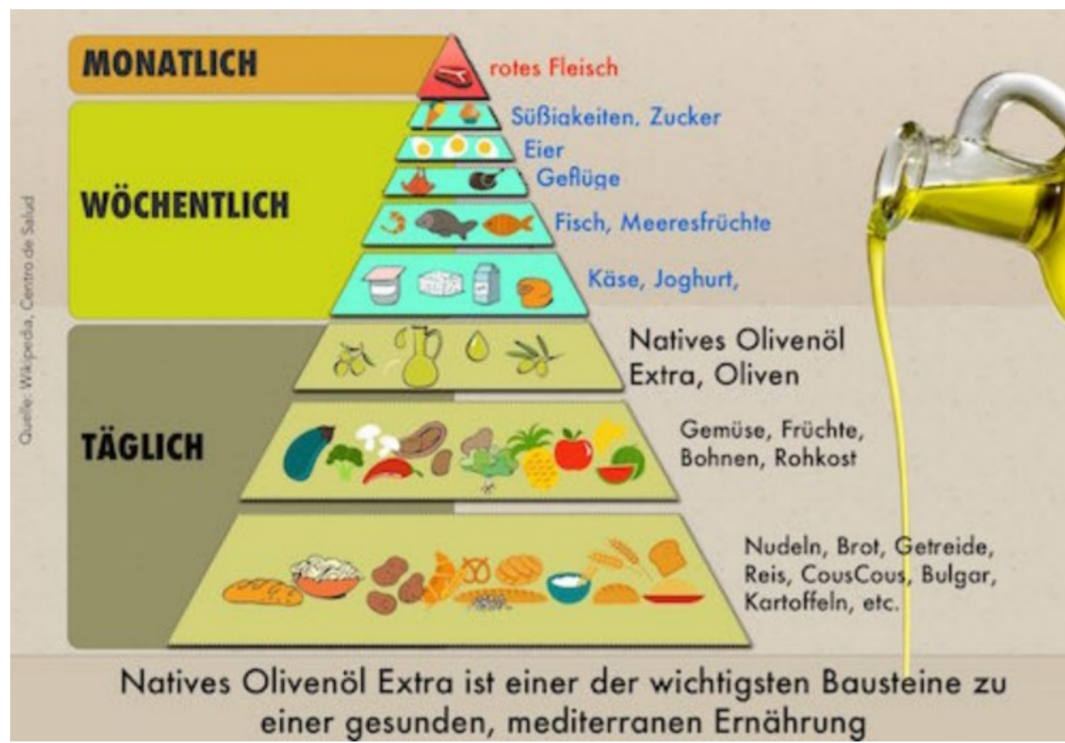 MONATLICH
rotes Fleisch
WÖCHENTLICH
Süßiakeiten, Zucker
Eier
Geflüge
Fisch, Meeresfrüchte
Käse, Joghurt,
TÄGLICH
Natives Olivenöl
Extra, Oliven
Gemüse, Früchte,
Bohnen, Rohkost
Nudeln, Brot, Getreide,
Reis, CousCous, Bulgar,
Kartoffeln, etc.
Quelle: Wikipedia, Centro de Salud
Natives Olivenöl Extra ist einer der wichtigsten Bausteine zu
einer gesunden, mediterranen Ernährung